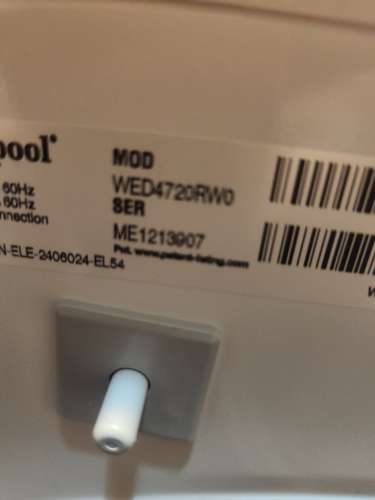 pool®
60Hz
60Hz
nnection
N-ELE-2406024-EL54
MOD
WED4720RW0
SER
ME1213907
Pat. www.patent-listing.com
W